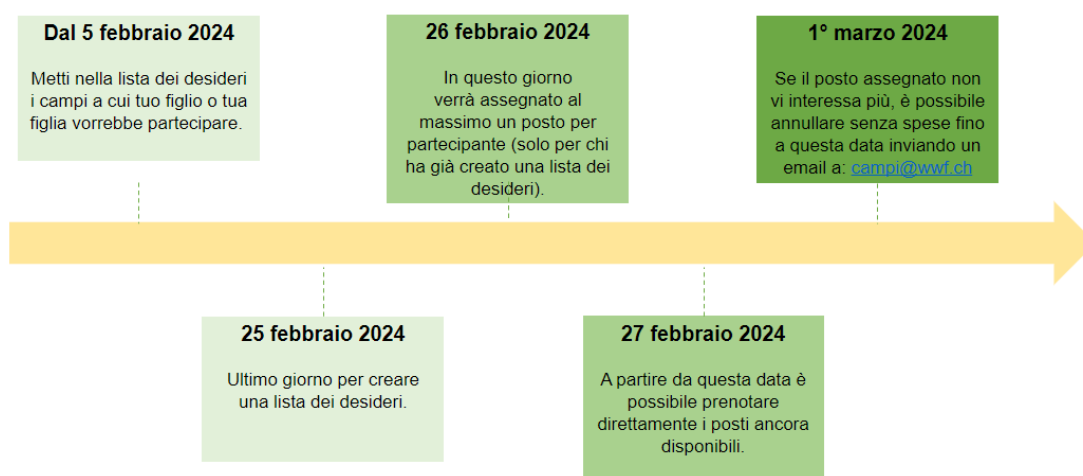 Dal 5 febbraio 2024
Metti nella lista dei desideri
i campi a cui tuo figlio o tua
figlia vorrebbe partecipare.
26 febbraio 2024
In questo giorno
verrà assegnato al
massimo un posto per
partecipante (solo per chi
ha già creato una lista dei
desideri).
1° marzo 2024
Se il posto assegnato non
vi interessa più, è possibile
annullare senza spese fino
a questa data inviando un
email a: campi@wwf.ch
25 febbraio 2024
Ultimo giorno per creare
una lista dei desideri.
27 febbraio 2024
A partire da questa data è
possibile prenotare
direttamente i posti ancora
disponibili.